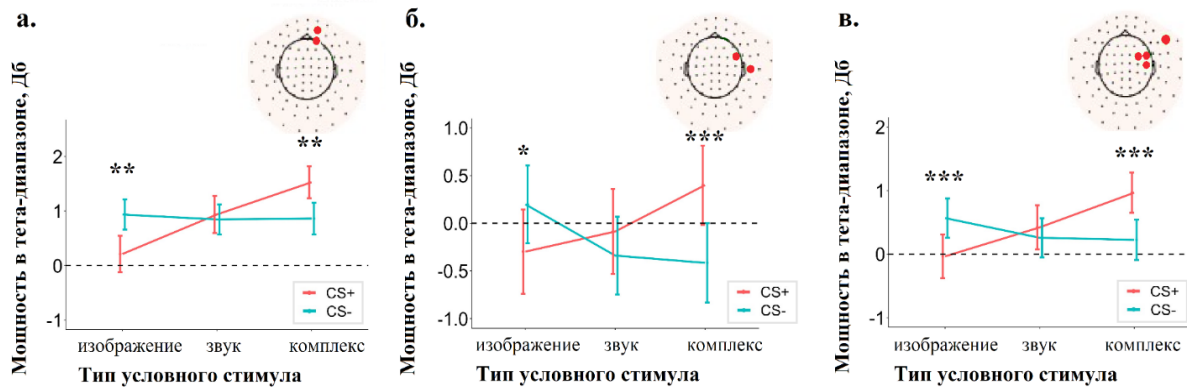 а.
Мощность в тета-диапазоне, Дб
2
1
0
-1
**
**
CS+
CS-
изображение звук комплекс
Тип условного стимула
б.
Мощность в тета-диапазоне, Дб
1.0
0.5
0.0
-0.5
-1.0
*
***
CS+
CS-
изображение звук комплекс
Тип условного стимула
в.
Мощность в тета-диапазоне, Дб
2
1
0
-1
***
***
CS+
CS-
изображение звук комплекс
Тип условного стимула